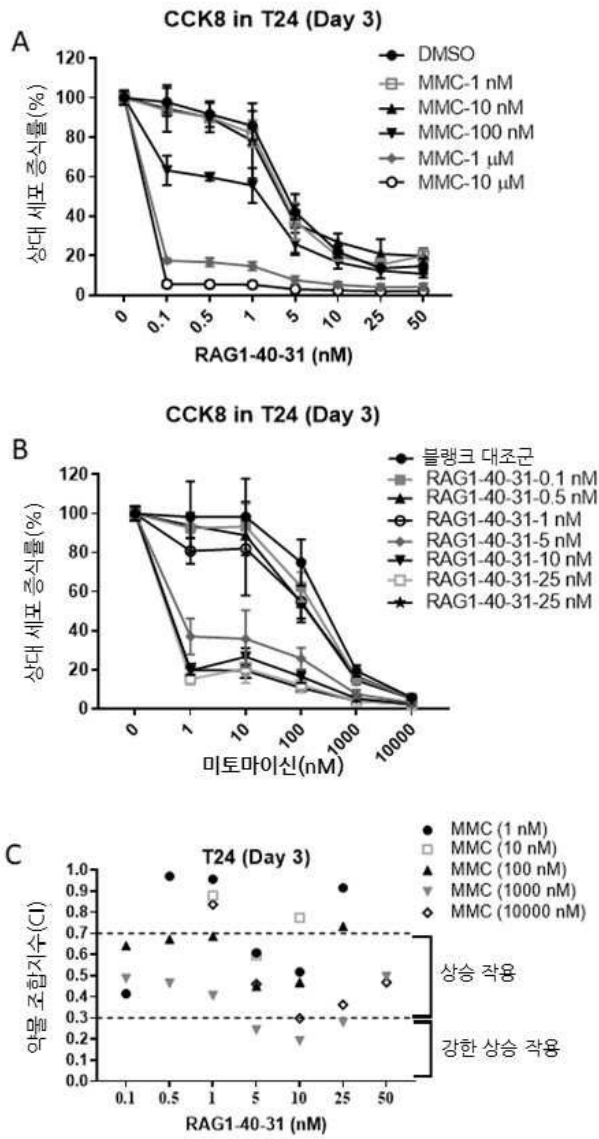 A
CCK8 in T24 (Day 3)
상대 세포 증식률(%)
120
100
80
60
40
20
0
0 0.1 0.5 1 5 10 25 50
RAG1-40-31 (nM)
DMSO
MMC-1 nM
MMC-10 nM
MMC-100 nM
MMC-1 μM
MMC-10 μM
B
CCK8 in T24 (Day 3)
상대 세포 증식률(%)
120
100
80
60
40
20
0
0 1 10 100 1000 10000
미토마이신(nM)
블랭크 대조군
RAG1-40-31-0.1 nM
RAG1-40-31-0.5 nM
RAG1-40-31-1 nM
RAG1-40-31-5 nM
RAG1-40-31-10 nM
RAG1-40-31-25 nM
RAG1-40-31-25 nM
C
T24 (Day 3)
약물 조합지수(CI)
1.0
0.9
0.8
0.7
0.6
0.5
0.4
0.3
0.2
0.1
0.0
0.1 0.5 1 5 10 25 50
RAG1-40-31 (nM)
MMC (1 nM)
MMC (10 nM)
MMC (100 nM)
MMC (1000 nM)
MMC (10000 nM)
상승 작용
강한 상승 작용